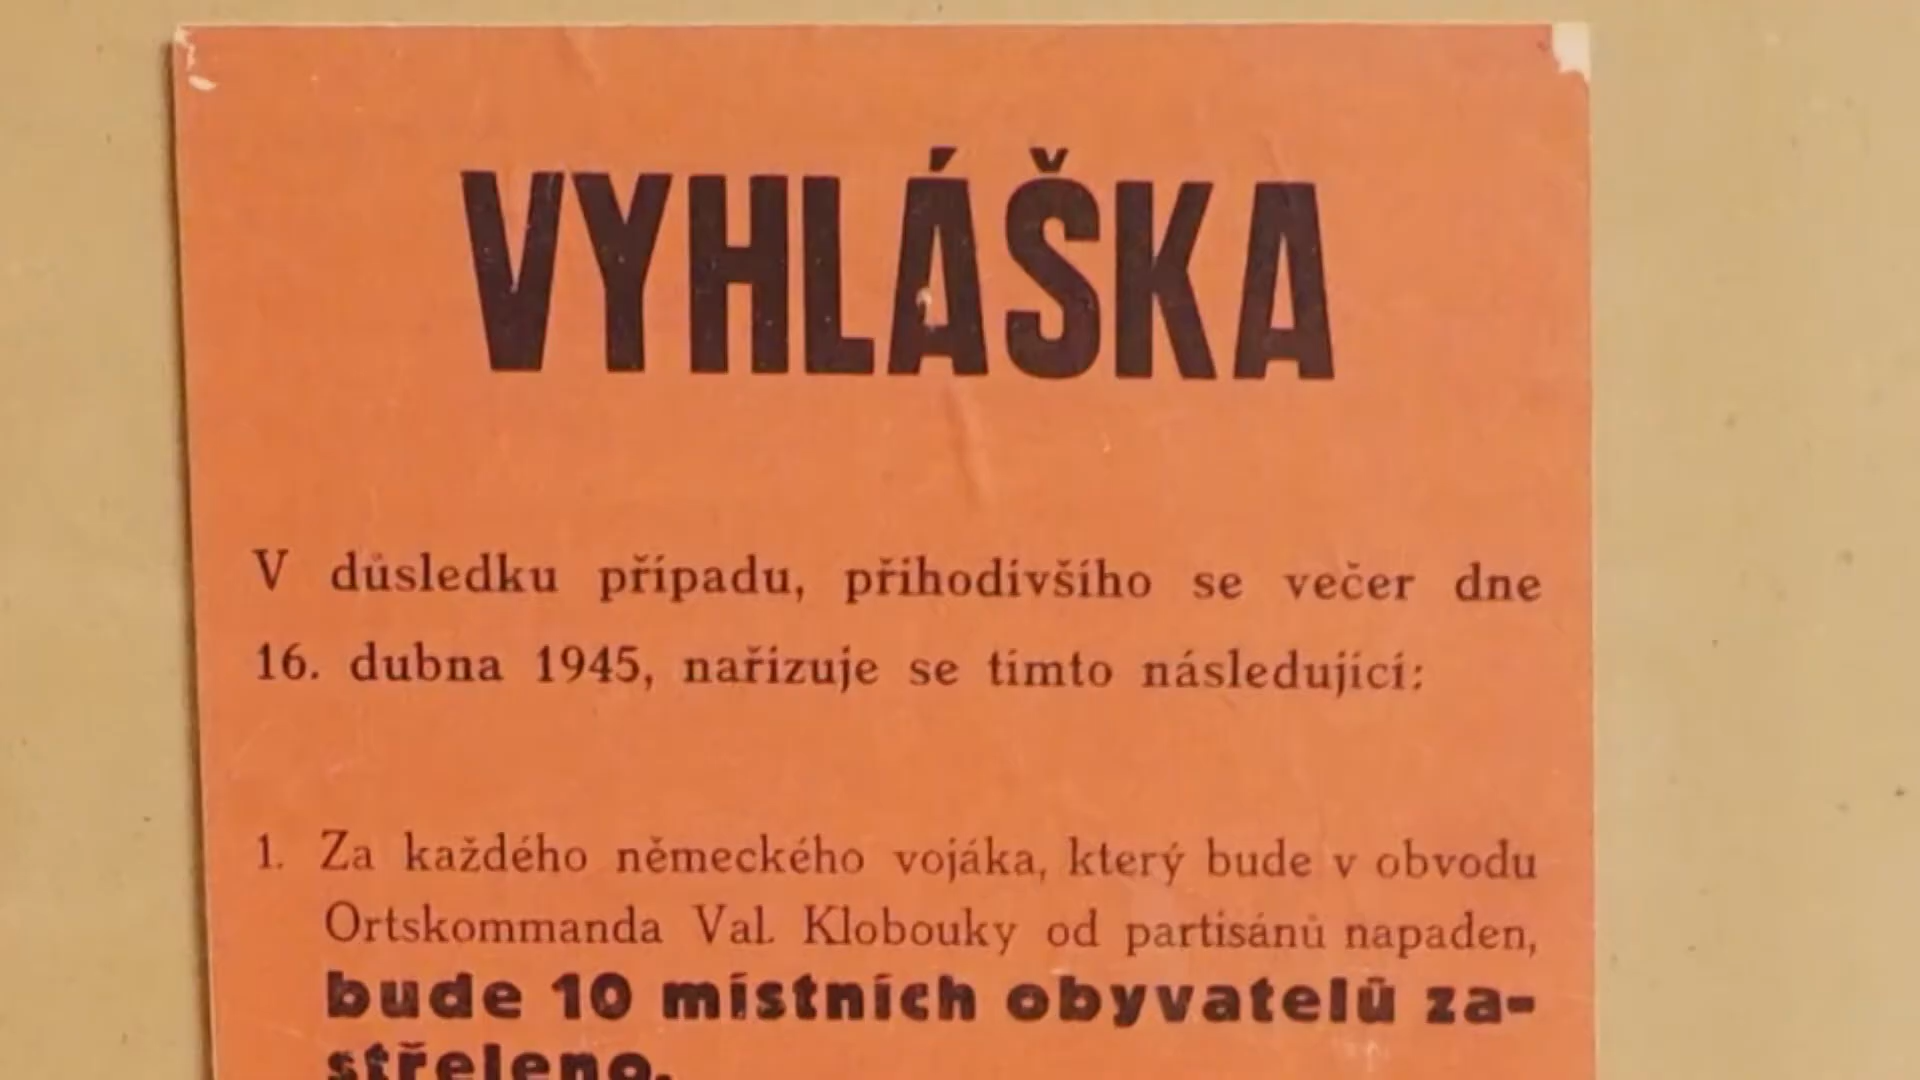 VYHLÁŠKA
V důsledku případu, přihodivšího se večer dne
16. dubna 1945, nařizuje se tímto následující:
1. Za každého německého vojáka, který bude v obvodu
Ortskommanda Val. Klobouky od partisánů napaden,
bude 10 místních obyvatelů za-
střeleno.